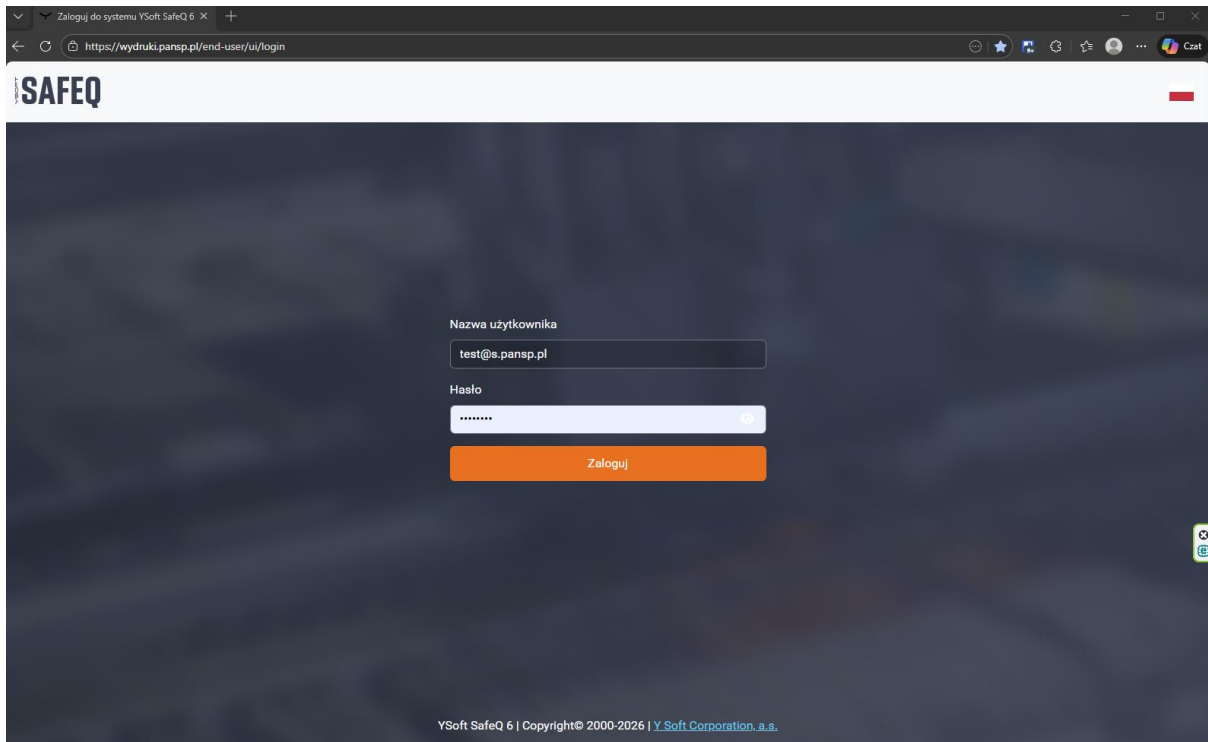 Zaloguj do systemu YSoft SafeQ 6
https://wydruki.pansp.pl/end-user/ui/login
Czat
SAFEQ
Nazwa użytkownika
test@s.pansp.pl
Hasło
••••••••
Zaloguj
YSoft SafeQ 6 | Copyright© 2000-2026 | Y Soft Corporation, a.s.